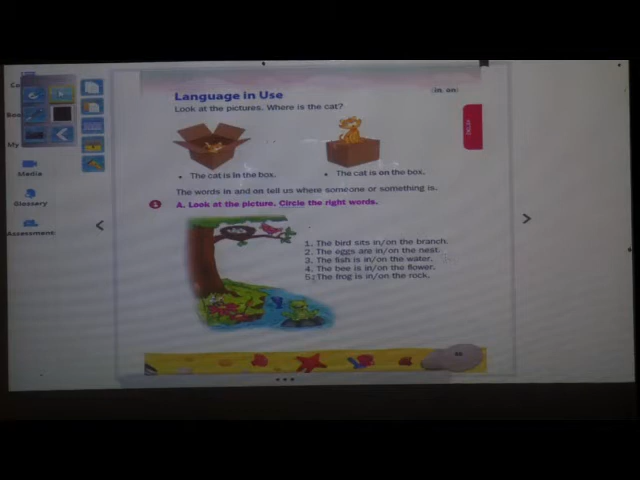 Language in Use
(in, on)
Look at the pictures. Where is the cat?
• The cat is in the box.
• The cat is on the box.
The words in and on tell us where someone or something is.
A. Look at the picture. Circle the right words.
1. The bird sits in/on the branch.
2. The eggs are in/on the nest.
3. The fish is in/on the water.
4. The bee is in/on the flower.
5. The frog is in/on the rock.
My
Media
Glossary
Assessment